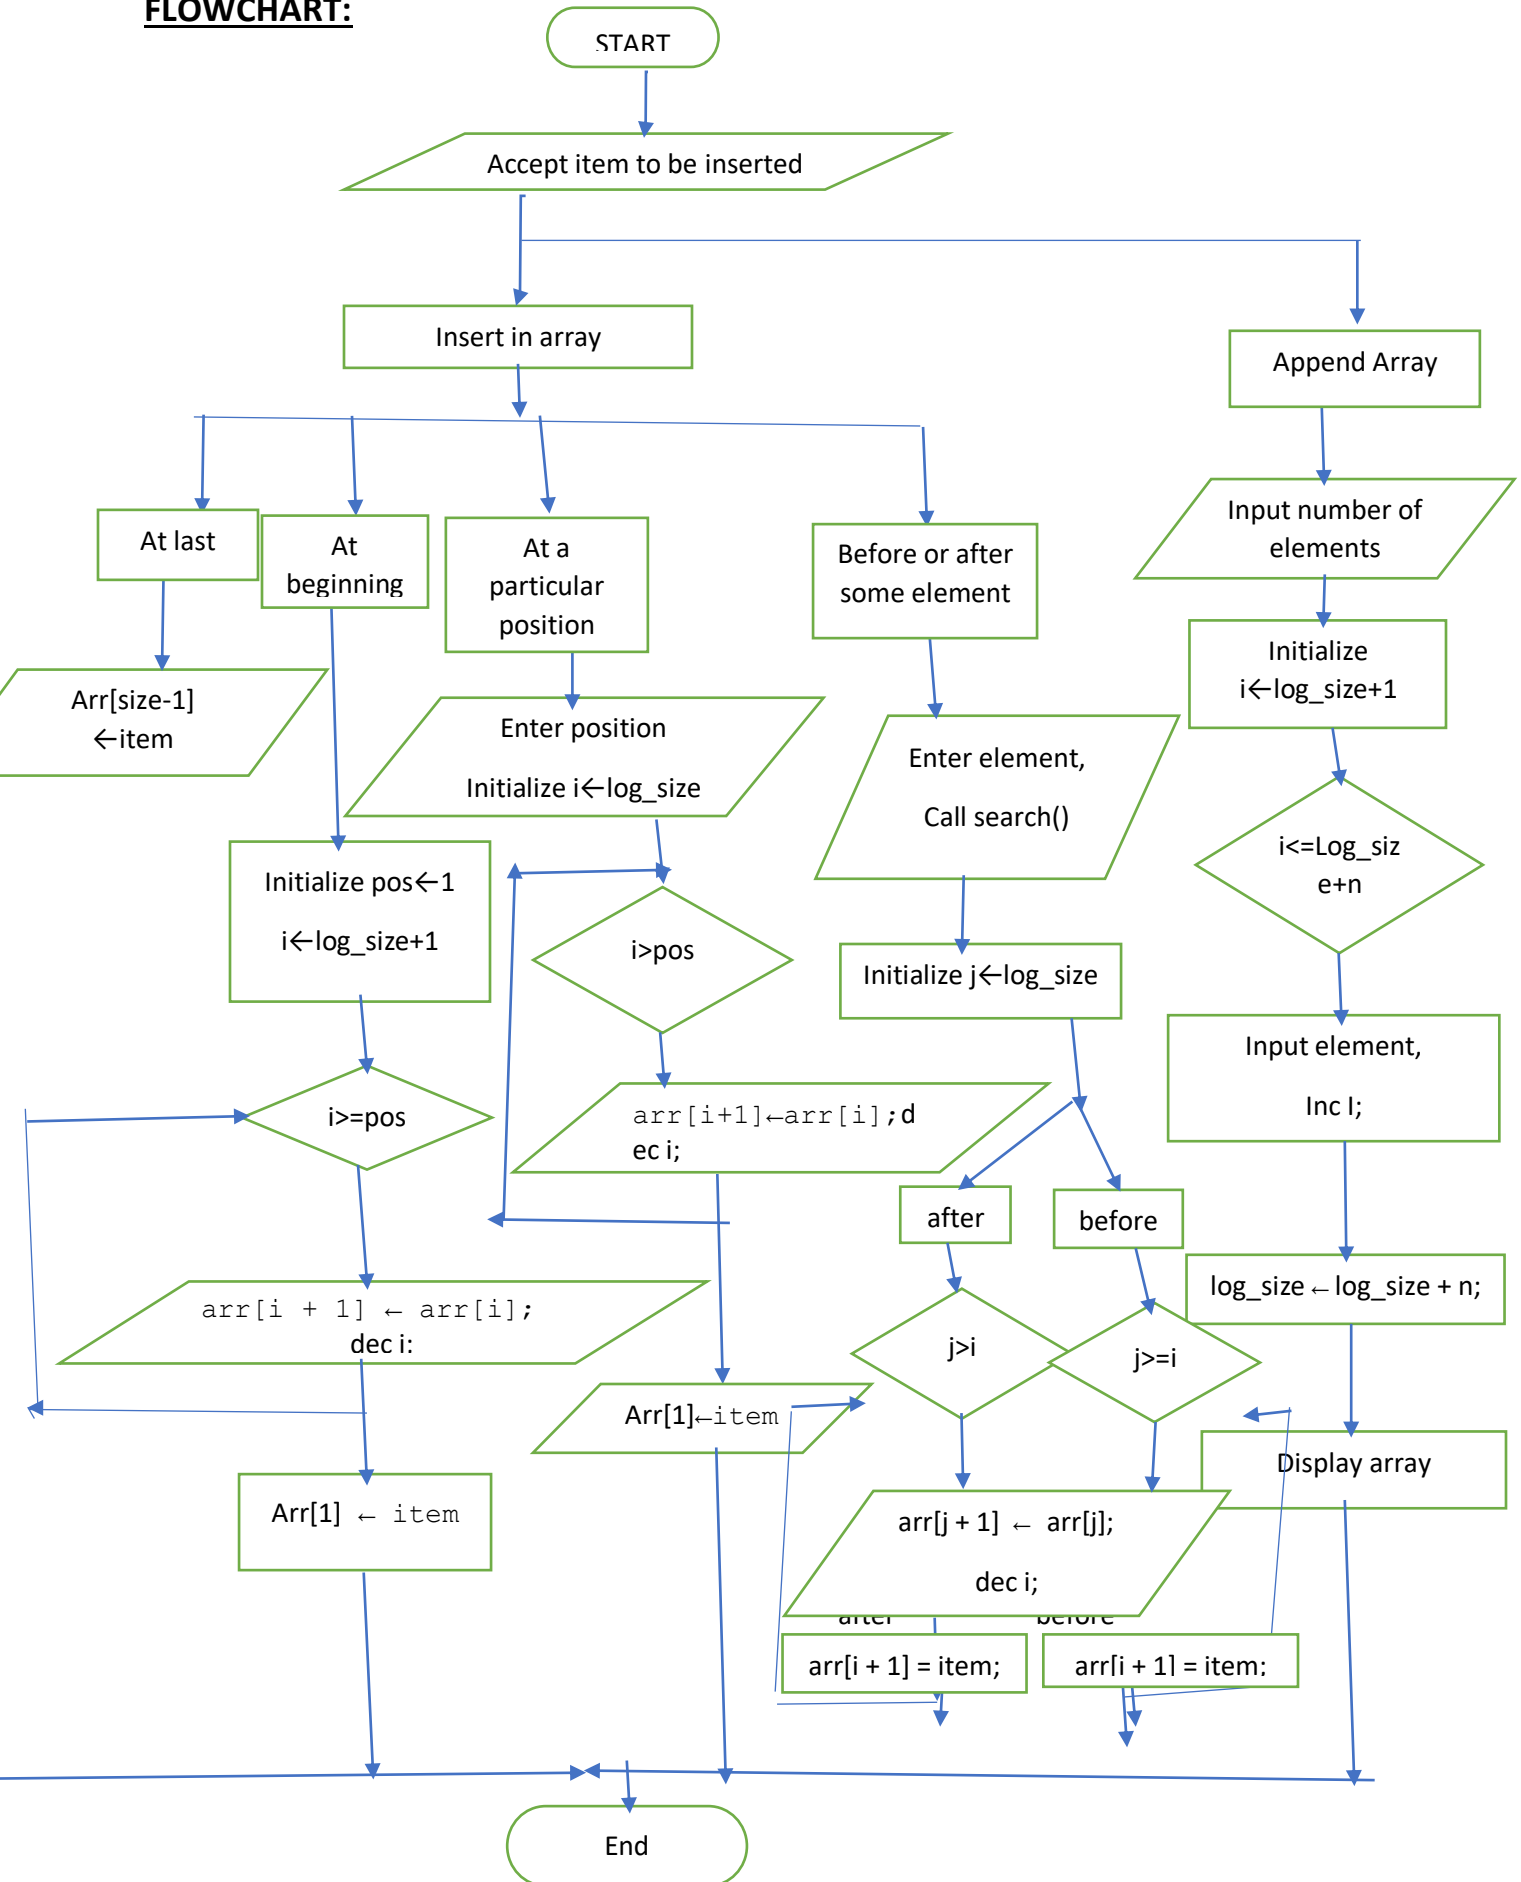 FLOWCHART:
START
Accept item to be inserted
Insert in array
Append Array
At last
At
beginning
At a
particular
position
Before or after
some element
Input number of
elements
Arr[size-1]
←item
Enter position
Initialize i←log_size
Enter element,
Call search()
Initialize
i←log_size+1
Initialize pos←1
i←log_size+1
i>pos
Initialize j←log_size
i<=Log_siz
e+n
i>=pos
arr[i+1]←arr[i];d
ec i;
Input element,
Inc I;
after
before
arr[i + 1] ← arr[i];
dec i:
j>i
j>=i
log_size←log_size + n;
Arr[1]←item
Display array
Arr[1] ← item
arr[j + 1] ← arr[j];
dec i;
after
before
arr[i + 1] = item;
arr[i + 1] = item;
End